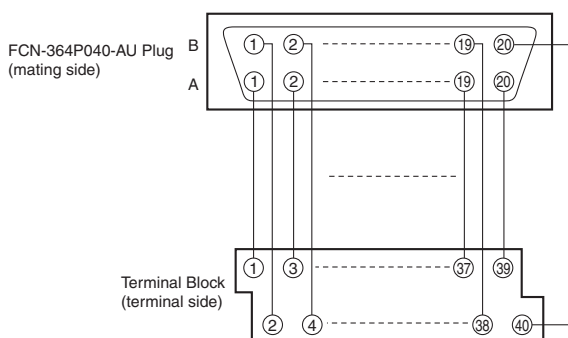 FCN-364P040-AU Plug
(mating side)
B 1 2 19 20
A 1 2 19 20
Terminal Block
(terminal side)
1 3 37 39
2 4 38 40